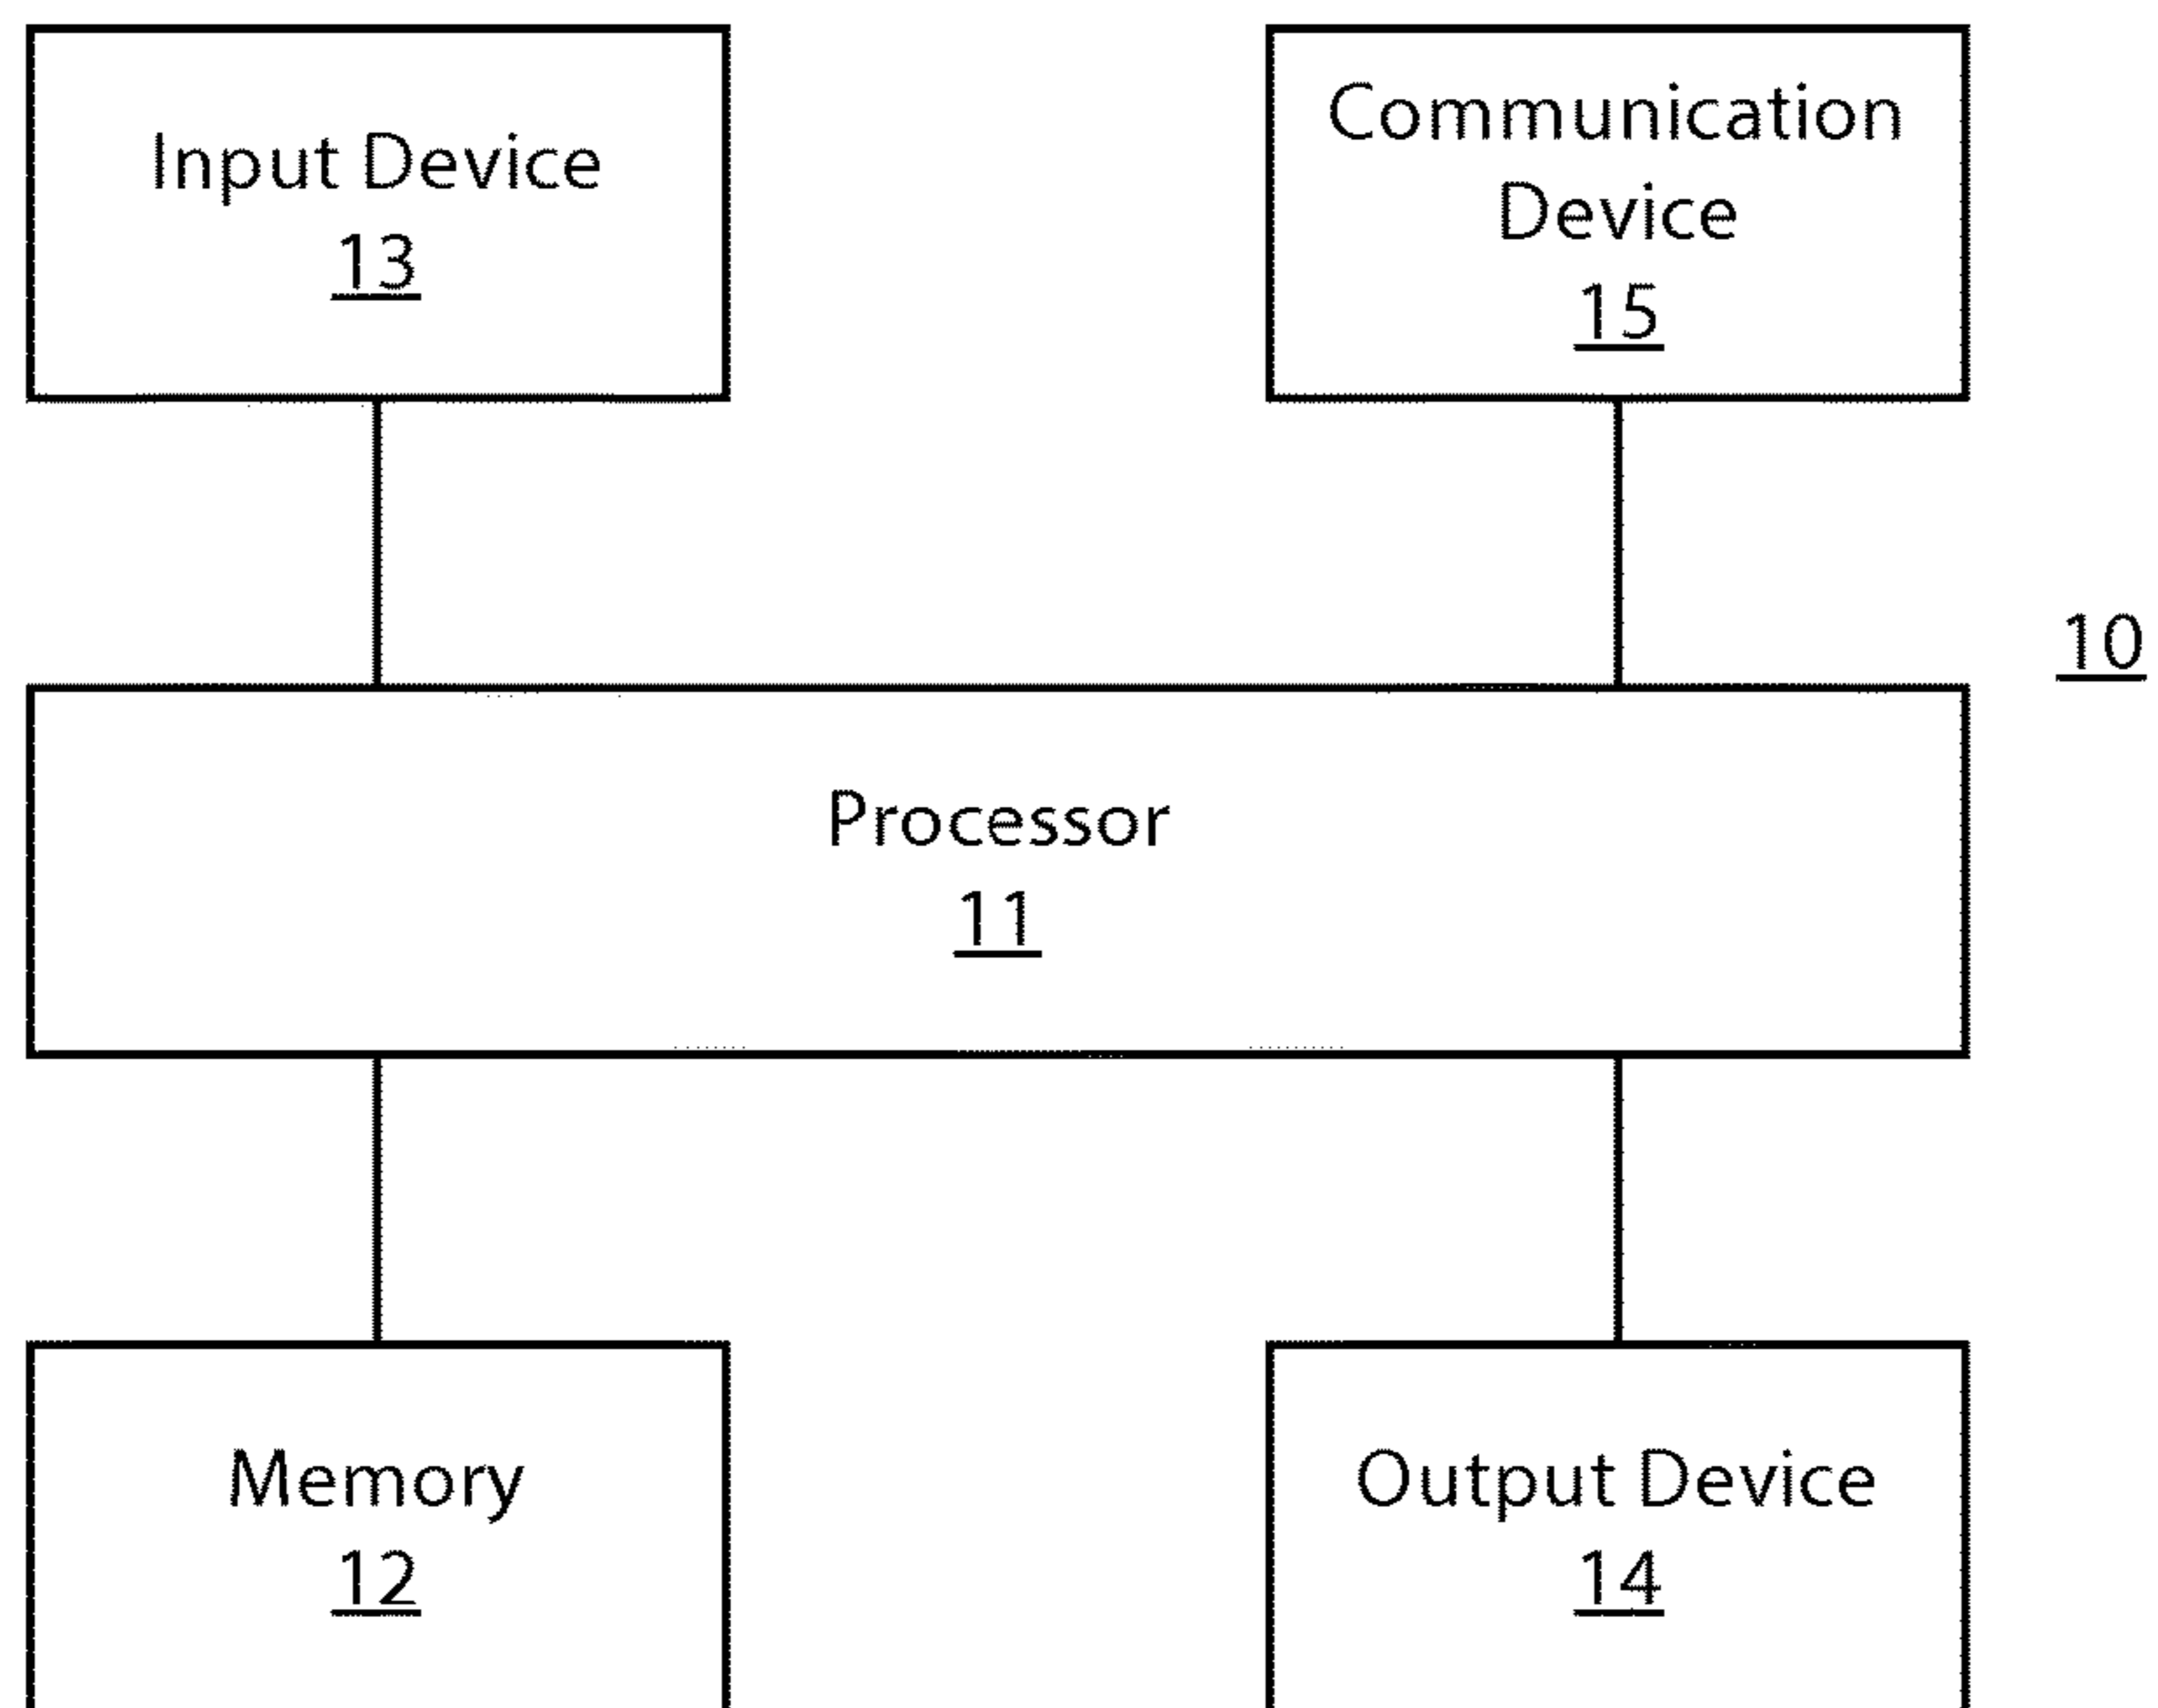 Input Device
13
Communication
Device
15
10
Processor
11
Memory
12
Output Device
14